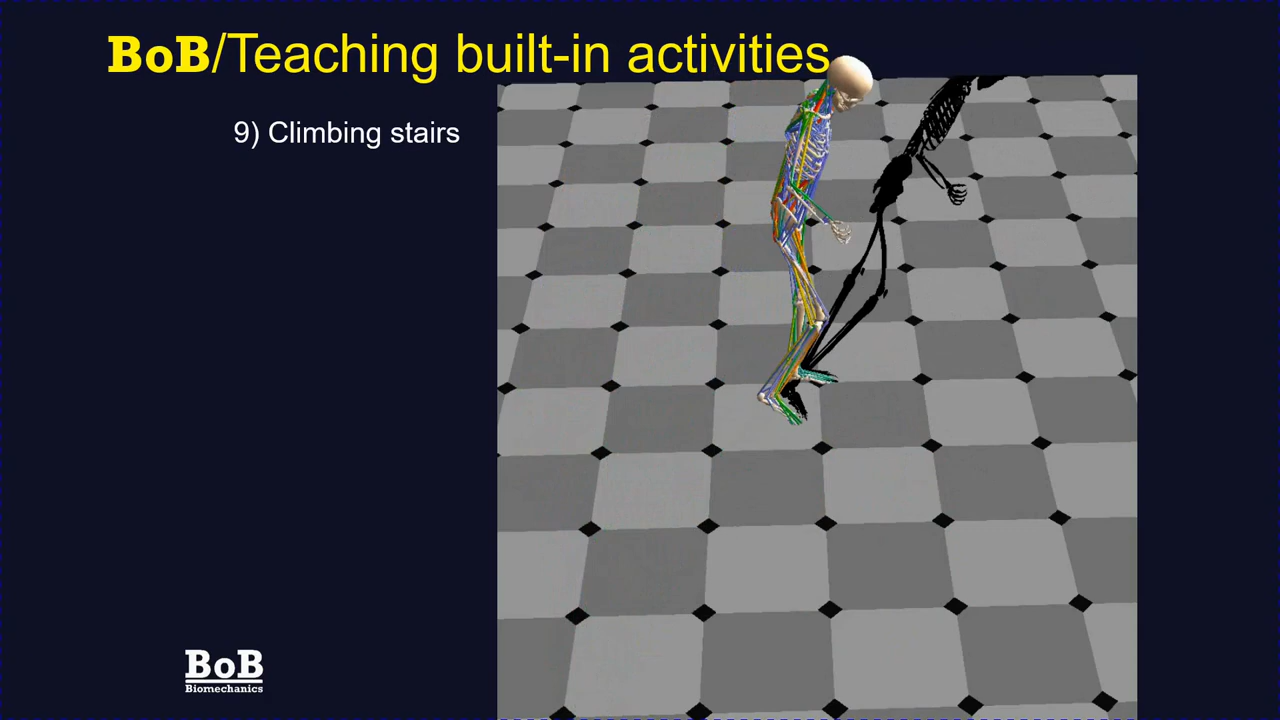 BoB/Teaching built-in activities
9) Climbing stairs
BoB
Biomechanics